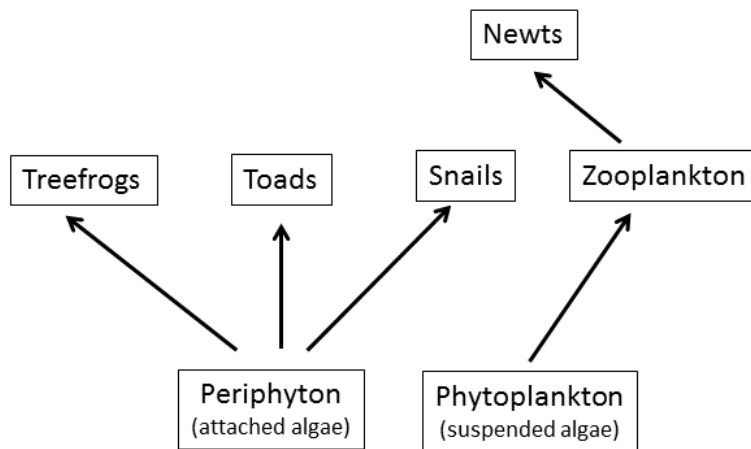 Newts
Treefrogs
Toads
Snails
Zooplankton
Periphyton
(attached algae)
Phytoplankton
(suspended algae)